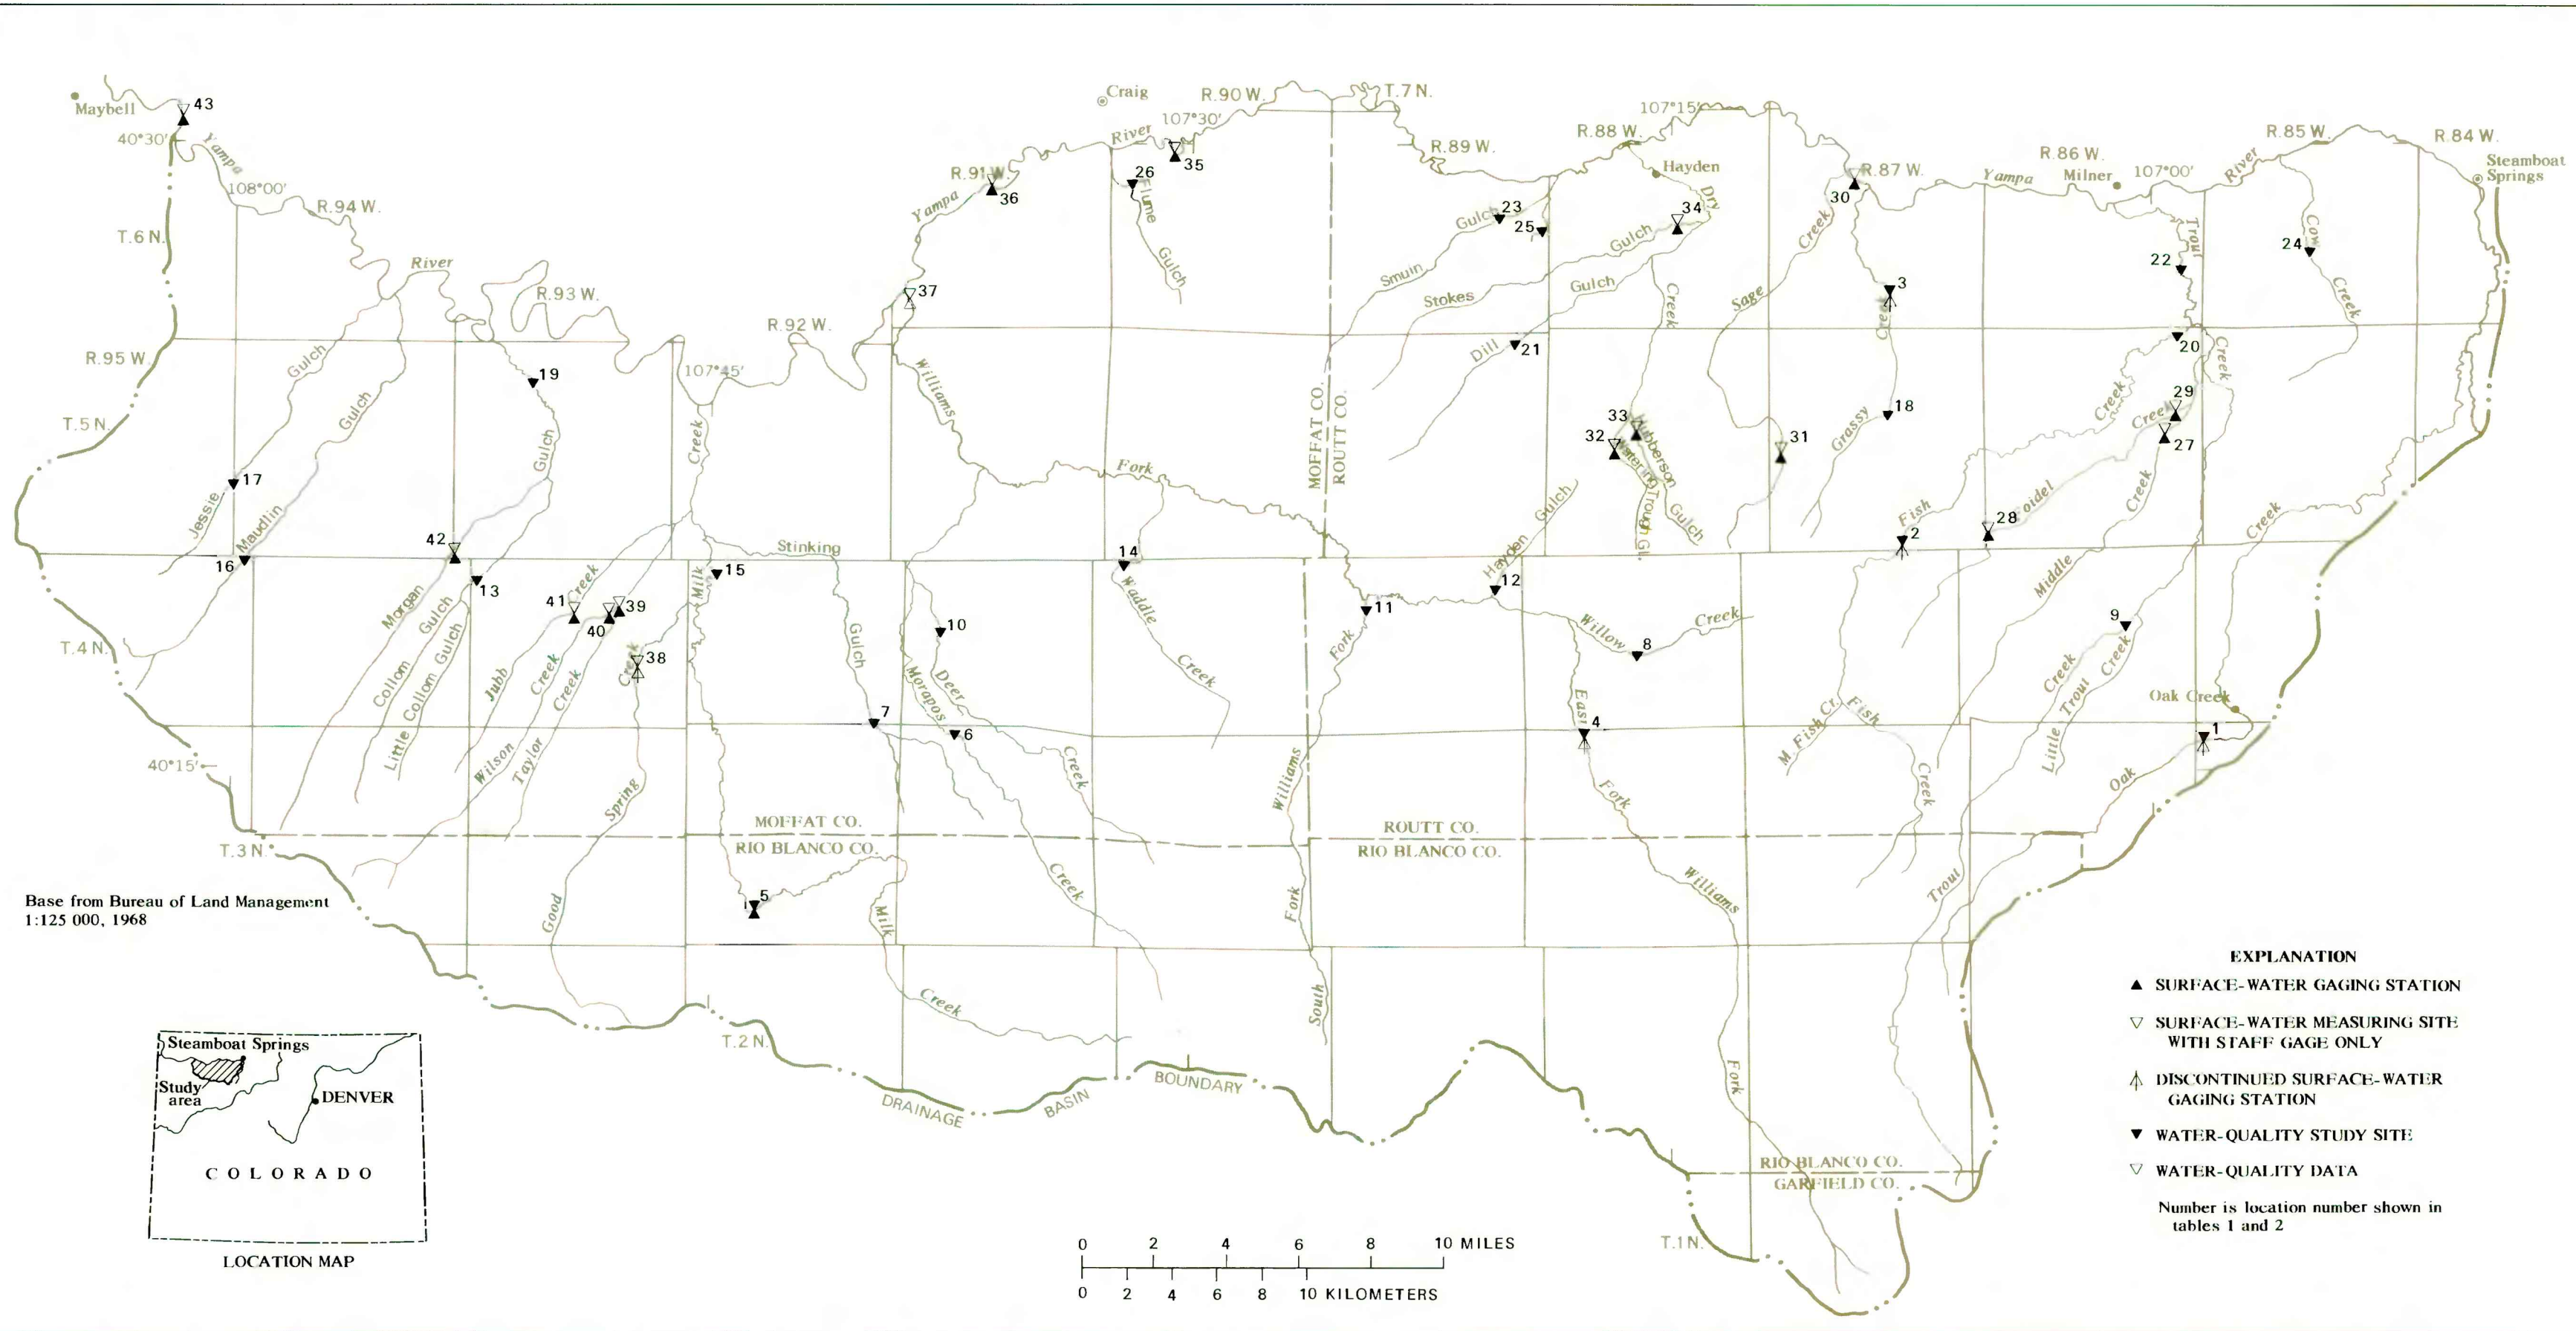 Maybell
43
40°30'
Yampa
108°00'
R.94 W.
T.6 N.
River
R.93 W.
R.92 W.
R.95 W.
107°45'
T.5 N.
Gulch
Gulch
19
Gulch
Creek
17
Jessie
Maudlin
16
42
Craig
R.90 W.
107°30'
River
R.91 W.
26
35
36
Yampa
Flume
Gulch
37
Williams
Fork
T.7 N.
R.89 W.
R.88 W.
107°15'
Hayden
Dry
Gulch
23
25
34
Smuin
Stokes
Gulch
Gulch
Creek
Dill
21
MOFFAT CO.
ROUTT CO.
33
32
Hubberson
Gulch
Watering Trough Gl.
30
R.87 W.
Creek
Sage
3
Creek
18
Grassy
31
R.86 W.
Milner
107°00'
Yampa
River
R.85 W.
R.84 W.
Steamboat
Springs
Trout
22
24
Cow
Creek
20
Creek
29
Creek
Creek
27
Creek
Fish
2
28
Foidel
Creek
Middle
9
Creek
Creek
Little Trout
Oak Creek
1
Oak
T.4 N.
Morgan
13
Gulch
Collom
Little Collom Gulch
41
Creek
39
40
Jubb
Creek
Creek
Wilson
Taylor
Creek
38
Spring
Good
Milk
15
Stinking
Gulch
7
10
Deer
Morapos
6
Creek
Creek
14
Waddle
Creek
11
Fork
Williams
Fork
South
Hayden
Gulch
12
Willow
Creek
8
East
4
Fork
Williams
Fork
M. Fish Cr.
Fish
Creek
Trout
40°15'
MOFFAT CO.
RIO BLANCO CO.
ROUTT CO.
RIO BLANCO CO.
T.3 N.
5
Milk
Creek
T.2 N.
DRAINAGE BASIN BOUNDARY
RIO BLANCO CO.
GARFIELD CO.
T.1 N.
Base from Bureau of Land Management
1:125 000, 1968
Steamboat Springs
Study
area
DENVER
COLORADO
LOCATION MAP
0 2 4 6 8 10 MILES
0 2 4 6 8 10 KILOMETERS
EXPLANATION
SURFACE-WATER GAGING STATION
SURFACE-WATER MEASURING SITE
WITH STAFF GAGE ONLY
DISCONTINUED SURFACE-WATER
GAGING STATION
WATER-QUALITY STUDY SITE
WATER-QUALITY DATA
Number is location number shown in
tables 1 and 2